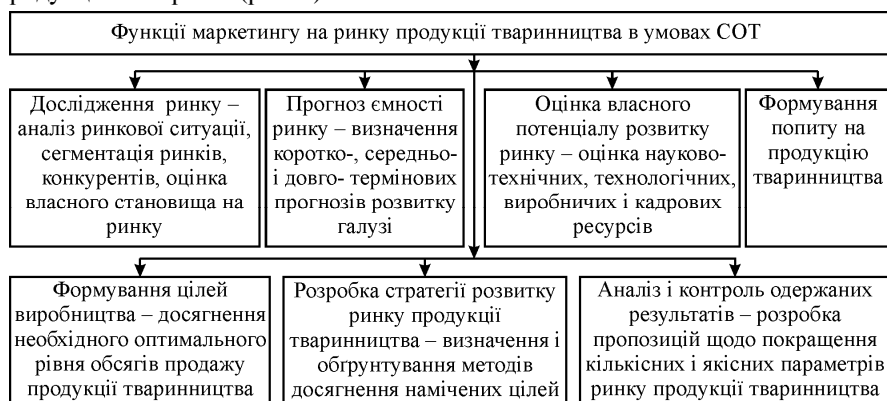 Функції маркетингу на ринку продукції тваринництва в умовах СОТ
Дослідження ринку –
аналіз ринкової ситуації,
сегментація ринків,
конкурентів, оцінка
власного становища на
ринку
Прогноз ємності
ринку – визначення
коротко-, середньо-
і довго- термінових
прогнозів розвитку
галузі
Оцінка власного
потенціалу розвитку
ринку – оцінка науково-
технічних, технологічних,
виробничих і кадрових
ресурсів
Формування
попиту на
продукцію
тваринництва
Формування цілей
виробництва – досягнення
необхідного оптимального
рівня обсягів продажу
продукції тваринництва
Розробка стратегії розвитку
ринку продукції
тваринництва – визначення і
обґрунтування методів
досягнення намічених цілей
Аналіз і контроль одержаних
результатів – розробка
пропозицій щодо покращення
кількісних і якісних параметрів
ринку продукції тваринництва